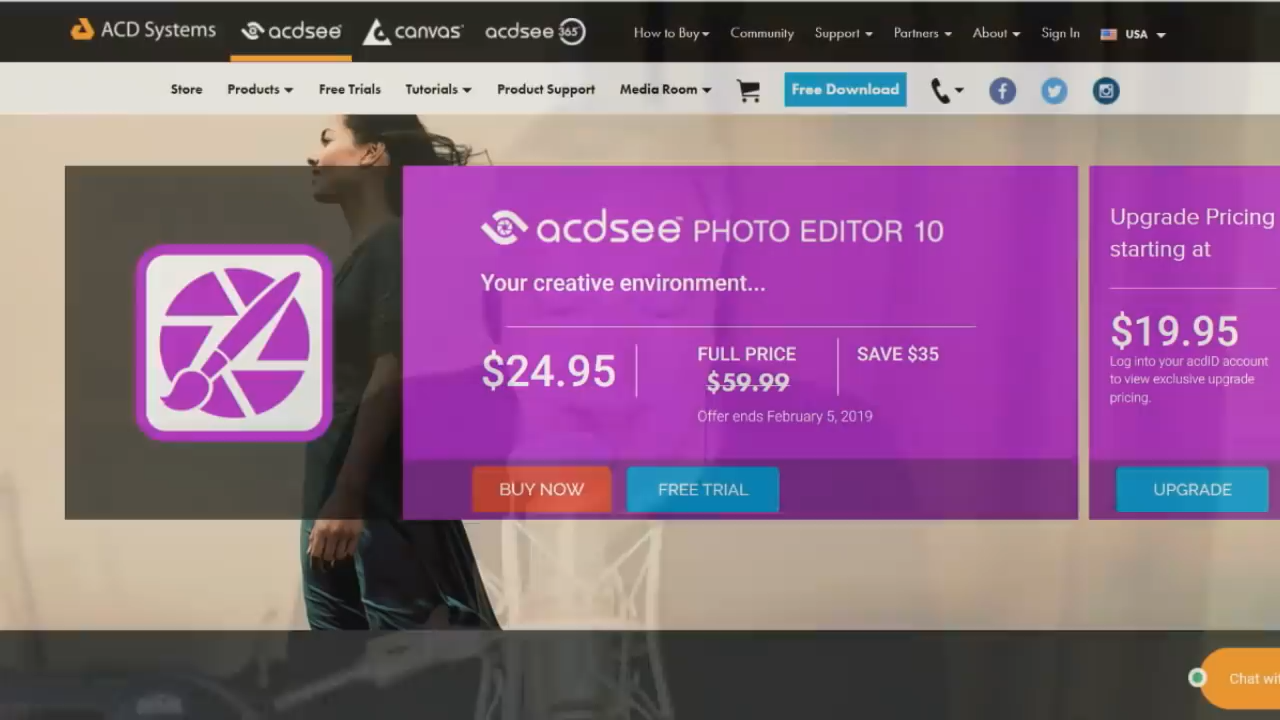 ACD Systems acdsee canvas acdsee 365 How to Buy Community Support Partners About Sign In USA
Store Products Free Trials Tutorials Product Support Media Room Free Download
acdsee™ PHOTO EDITOR 10
Your creative environment...
$24.95
FULL PRICE
$59.99
Offer ends February 5, 2019
SAVE $35
BUY NOW FREE TRIAL
Upgrade Pricing
starting at
$19.95
Log into your acdID account
to view exclusive upgrade
pricing.
UPGRADE
Chat wi